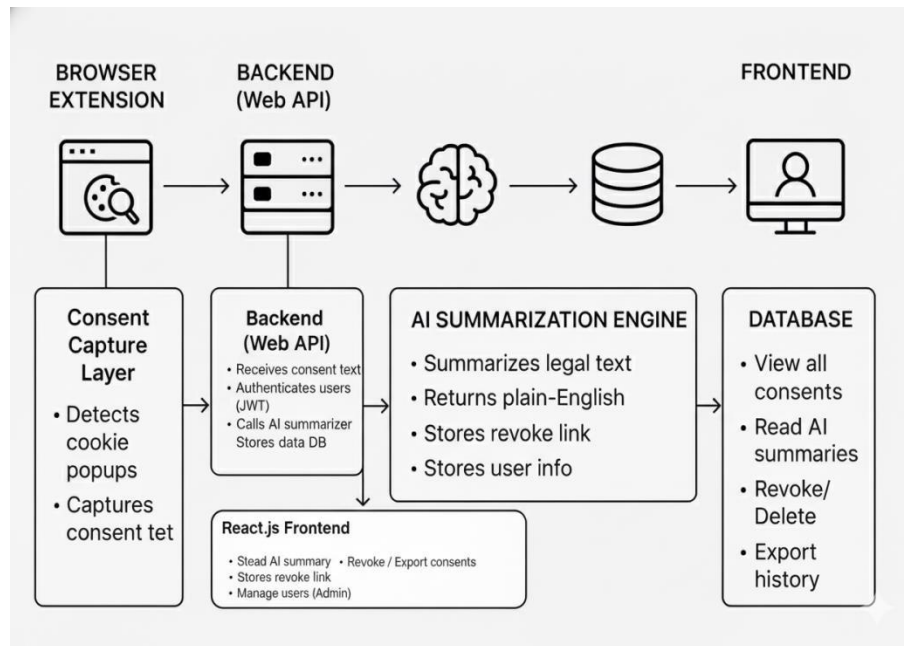 BROWSER
EXTENSION
BACKEND
(Web API)
FRONTEND
Consent
Capture
Layer
• Detects
cookie
popups
• Captures
consent tet
Backend
(Web API)
• Receives consent text
• Authenticates users
(JWT)
• Calls AI summarizer
Stores data DB
AI SUMMARIZATION ENGINE
• Summarizes legal text
• Returns plain-English
• Stores revoke link
• Stores user info
DATABASE
• View all
consents
• Read AI
summaries
• Revoke/
Delete
• Export
history
React.js Frontend
• Stead AI summary • Revoke / Export consents
• Stores revoke link
• Manage users (Admin)